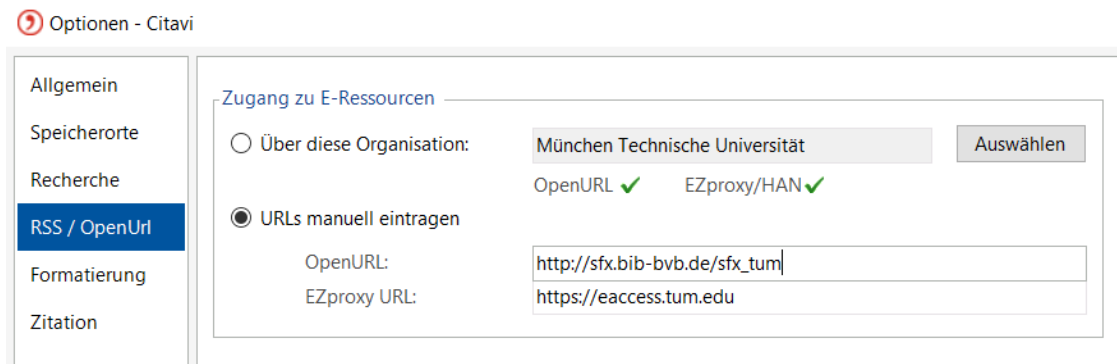 Optionen - Citavi
Allgemein
Speicherorte
Recherche
RSS / OpenUrl
Formatierung
Zitation
Zugang zu E-Ressourcen
Über diese Organisation: München Technische Universität Auswählen
OpenURL EZproxy/HAN
URLs manuell eintragen
OpenURL: http://sfx.bib-bvb.de/sfx_tum
EZproxy URL: https://eaccess.tum.edu